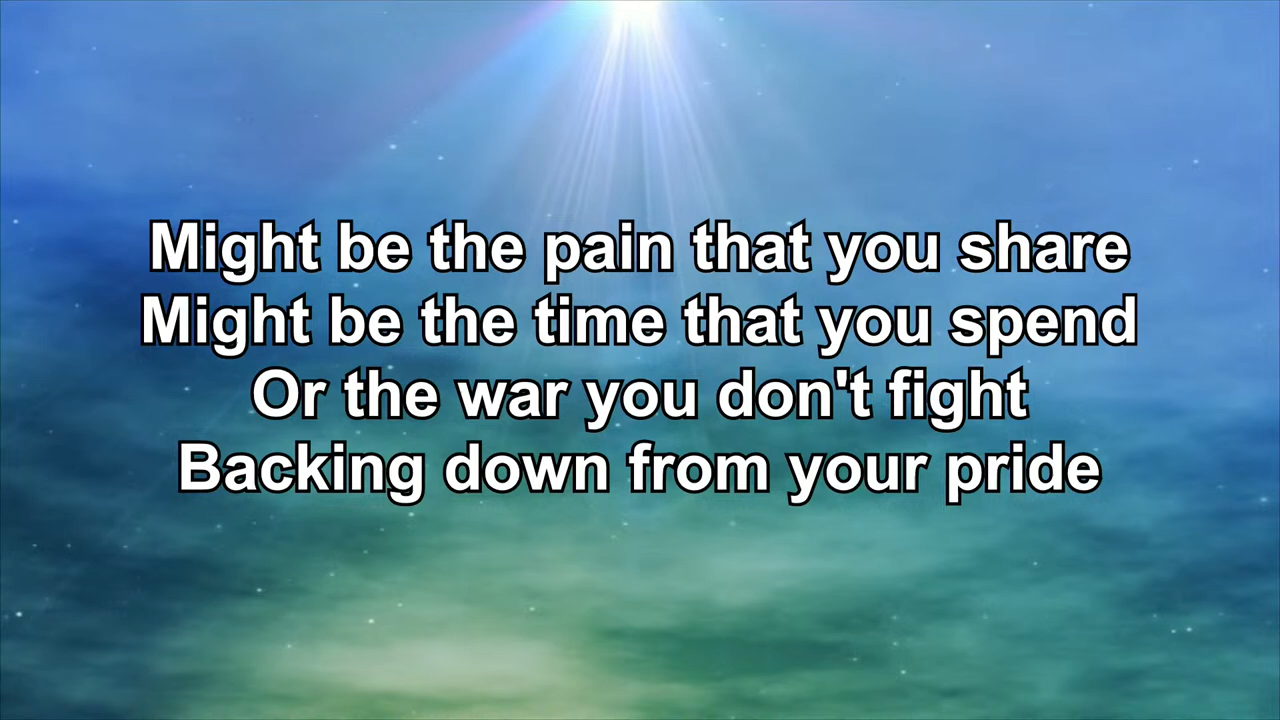 Might be the pain that you share
Might be the time that you spend
Or the war you don't fight
Backing down from your pride